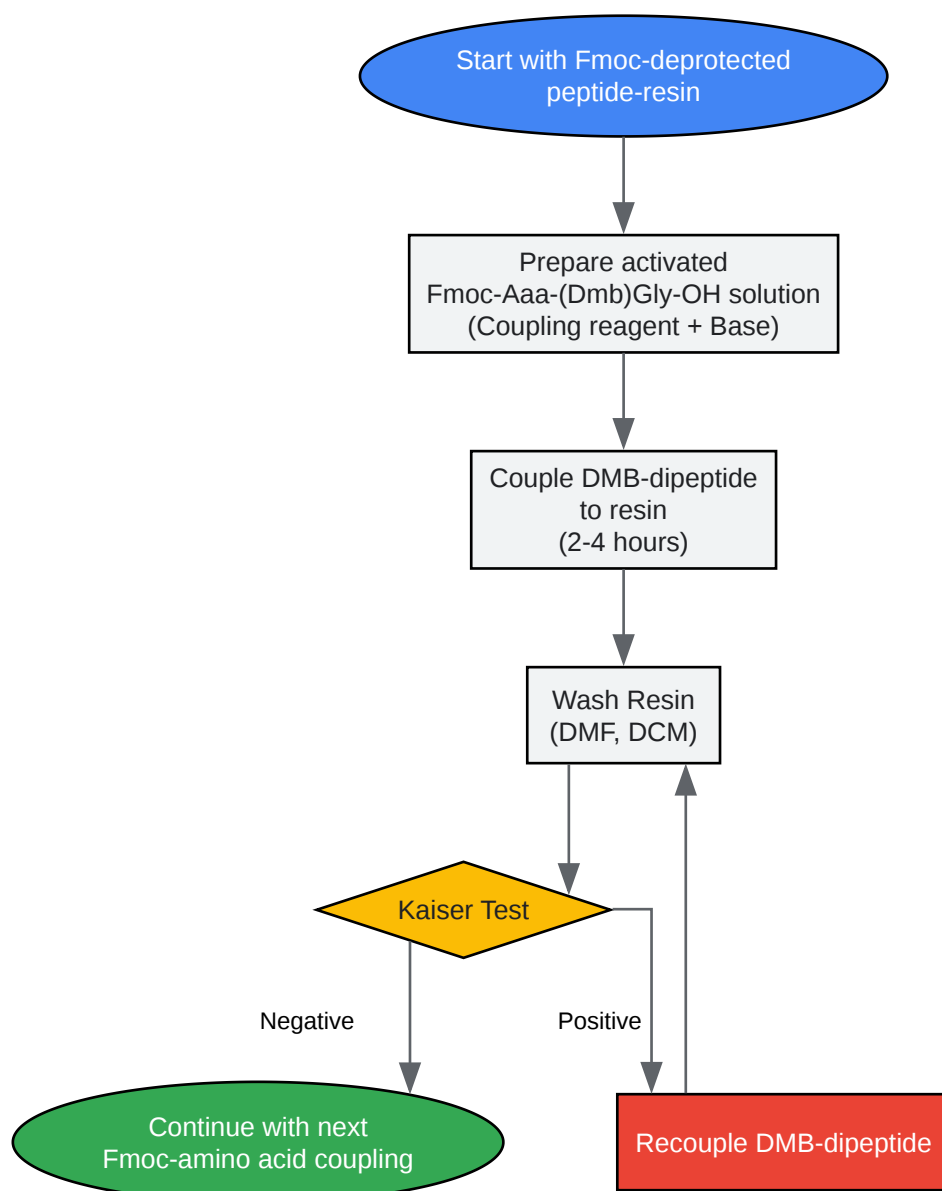 Start with Fmoc-deprotected
peptide-resin
Prepare activated
Fmoc-Aaa-(Dmb)Gly-OH solution
(Coupling reagent + Base)
Couple DMB-dipeptide
to resin
(2-4 hours)
Wash Resin
(DMF, DCM)
Kaiser Test
Negative
Positive
Continue with next
Fmoc-amino acid coupling
Recouple DMB-dipeptide